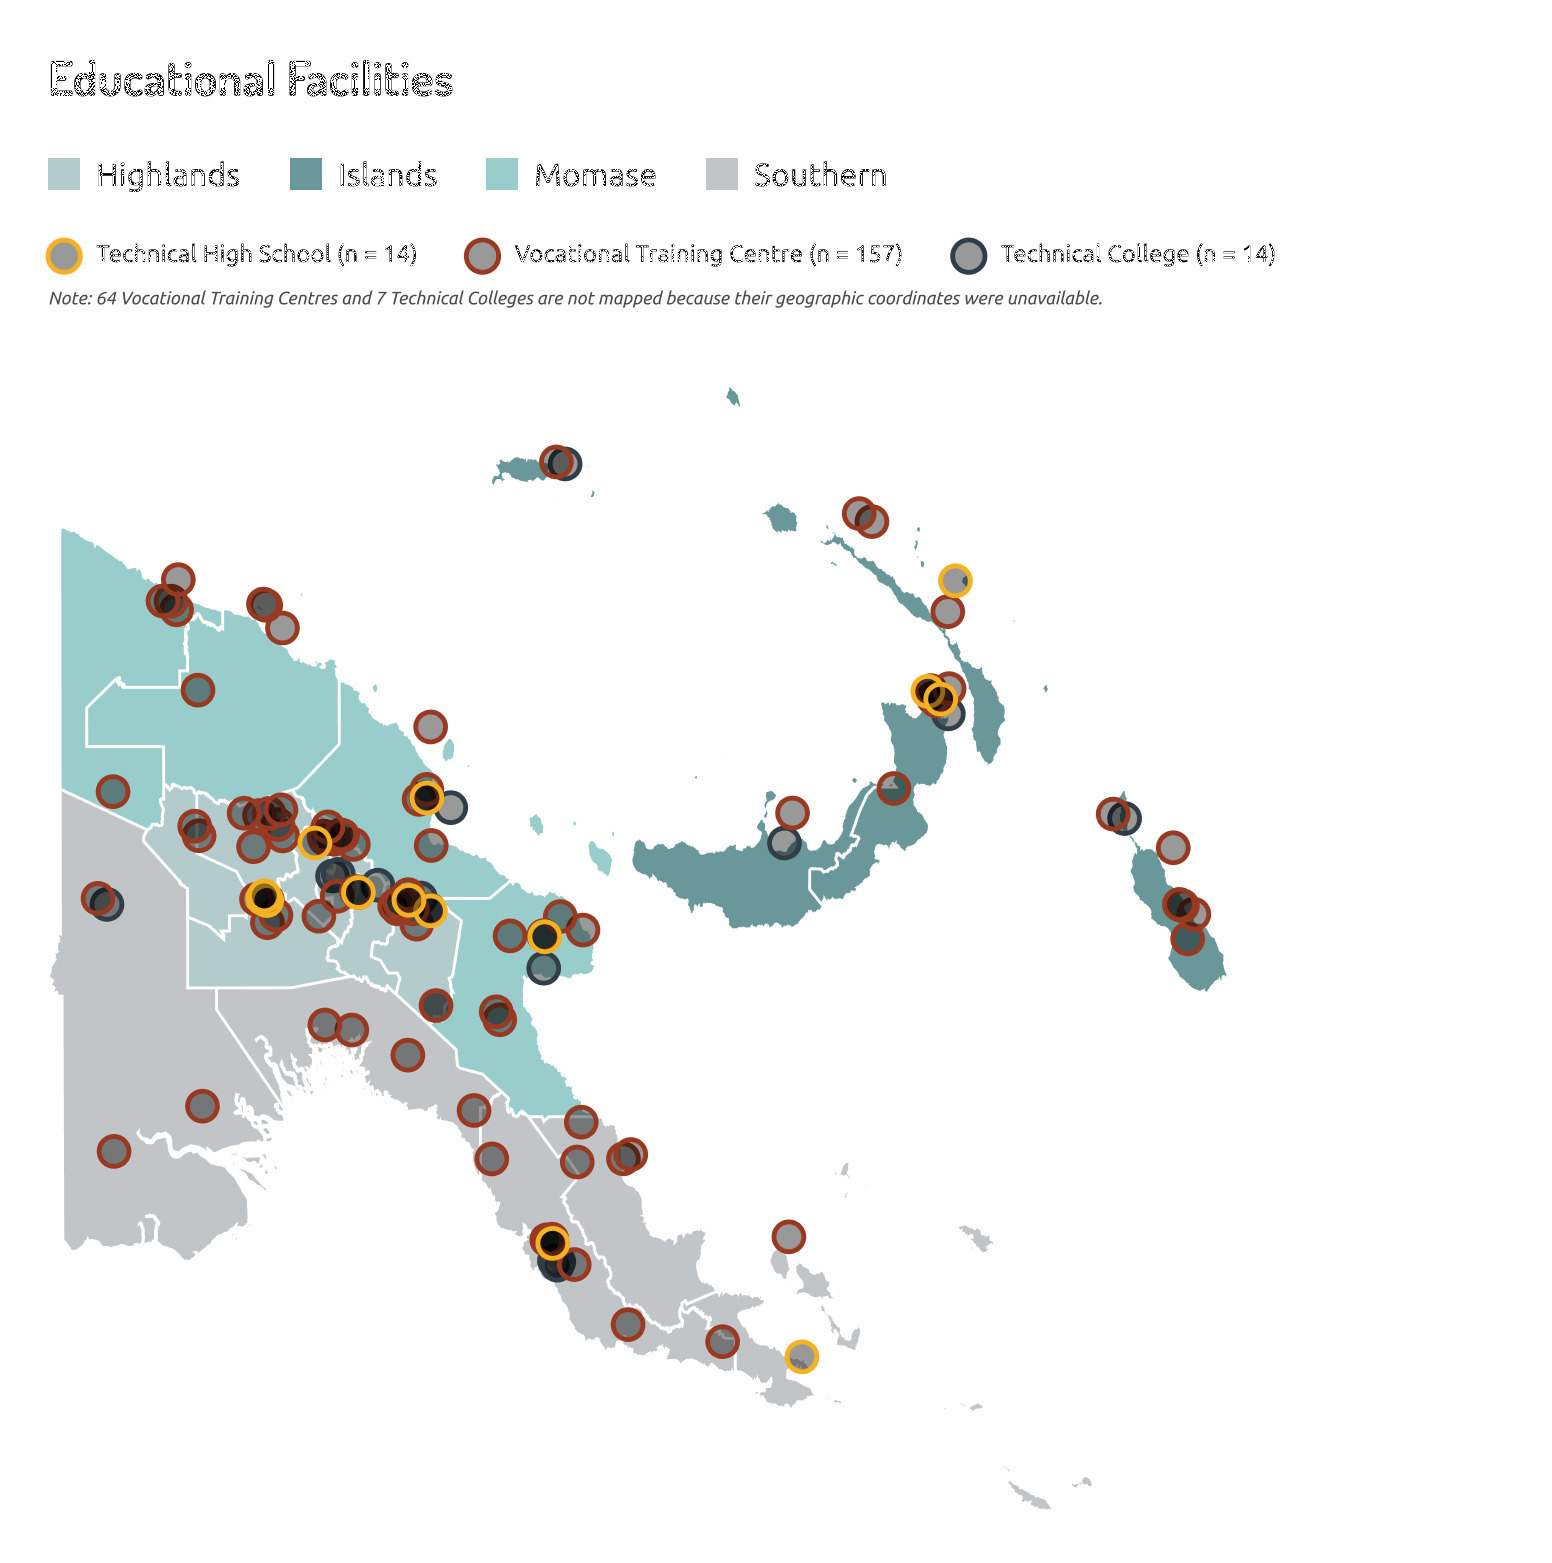 Educational Facilities
Highlands Islands Momase Southern
Technical High School (n = 14) Vocational Training Centre (n = 157) Technical College (n = 14)
Note: 64 Vocational Training Centres and 7 Technical Colleges are not mapped because their geographic coordinates were unavailable.